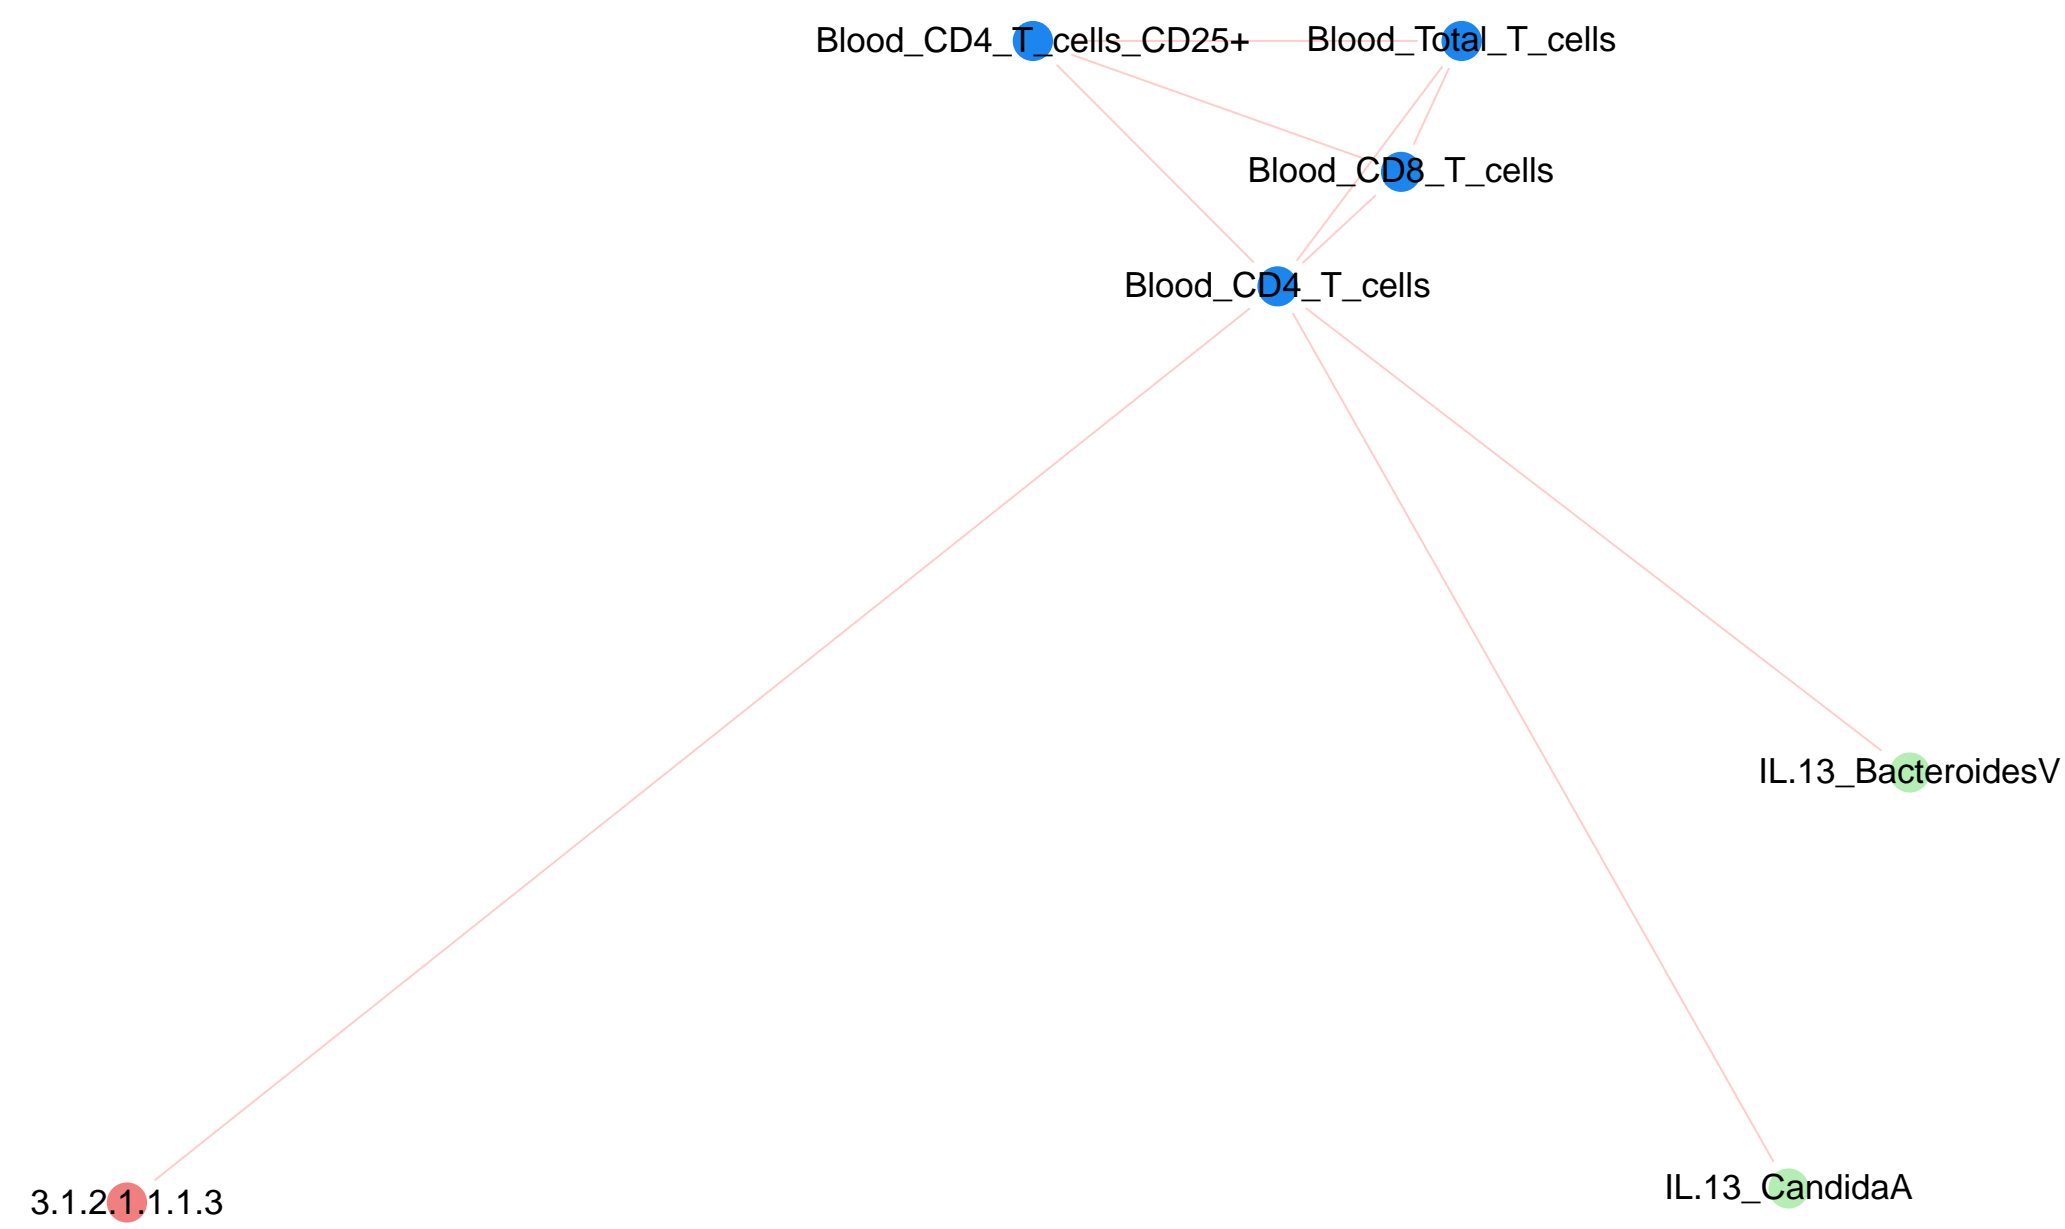 Blood_CD4_T_cells_CD25+
Blood_Total_T_cells
Blood_CD8_T_cells
Blood_CD4_T_cells
IL.13_BacteroidesV
IL.13_CandidaA
3.1.2.1.1.1.3